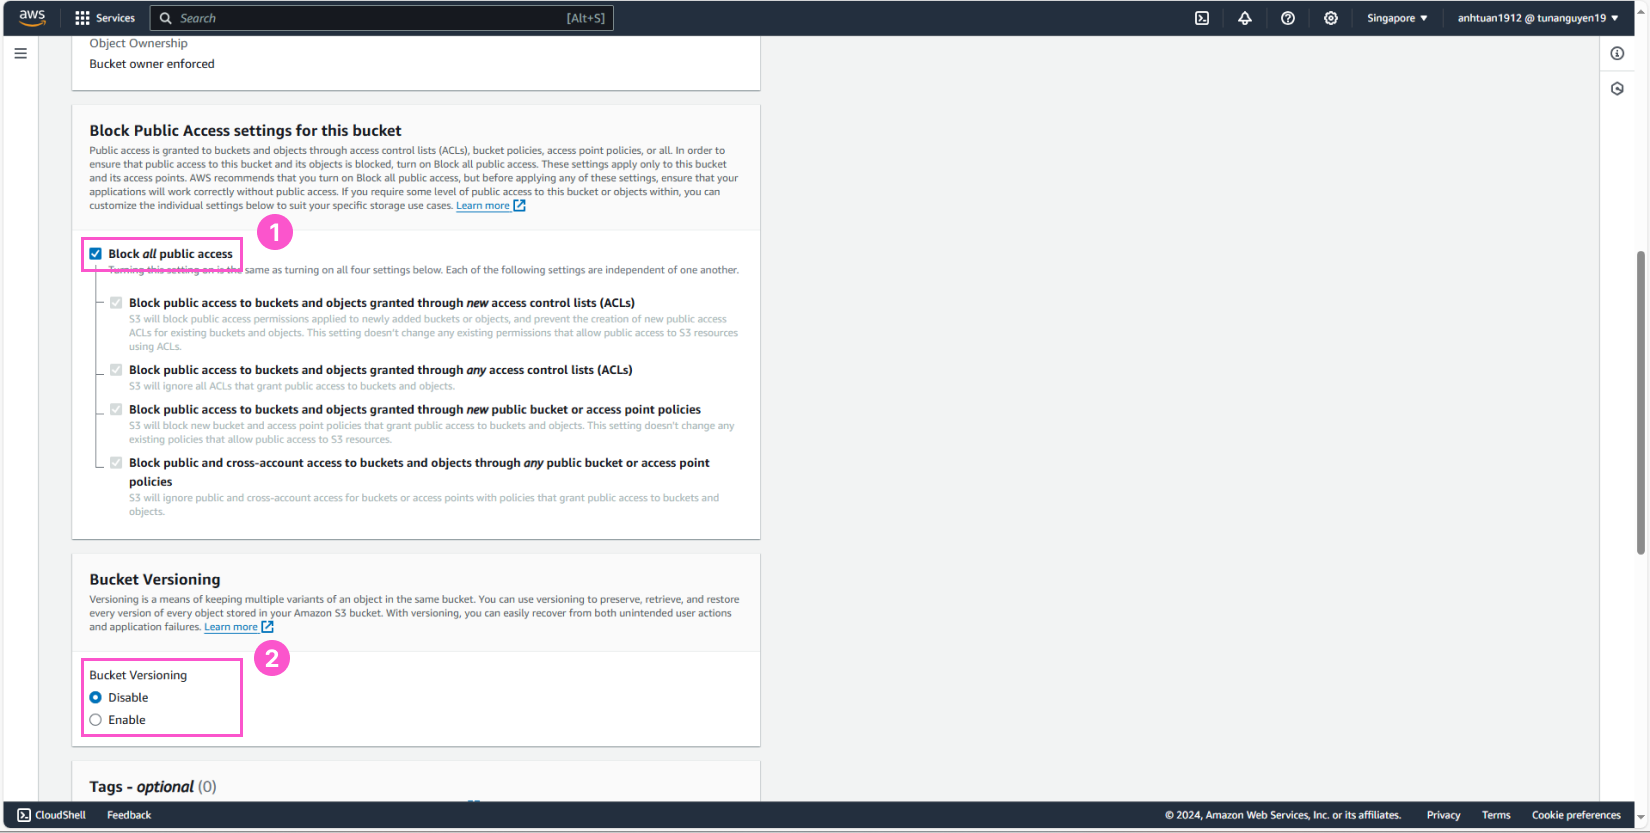 aws
Services
Search
[Alt+S]
Singapore ▼
anhtuan1912 @ tunanguyen19 ▼
Object Ownership
Bucket owner enforced
Block Public Access settings for this bucket
Public access is granted to buckets and objects through access control lists (ACLs), bucket policies, access point policies, or all. In order to
ensure that public access to this bucket and its objects is blocked, turn on Block all public access. These settings apply only to this bucket
and its access points. AWS recommends that you turn on Block all public access, but before applying any of these settings, ensure that your
applications will work correctly without public access. If you require some level of public access to this bucket or objects within, you can
customize the individual settings below to suit your specific storage use cases. Learn more
1
Block all public access
Turning this setting on is the same as turning on all four settings below. Each of the following settings are independent of one another.
Block public access to buckets and objects granted through new access control lists (ACLs)
S3 will block public access permissions applied to newly added buckets or objects, and prevent the creation of new public access
ACLs for existing buckets and objects. This setting doesn't change any existing permissions that allow public access to S3 resources
using ACLs.
Block public access to buckets and objects granted through any access control lists (ACLs)
S3 will ignore all ACLs that grant public access to buckets and objects.
Block public access to buckets and objects granted through new public bucket or access point policies
S3 will block new bucket and access point policies that grant public access to buckets and objects. This setting doesn't change any
existing policies that allow public access to S3 resources.
Block public and cross-account access to buckets and objects through any public bucket or access point
policies
S3 will ignore public and cross-account access for buckets or access points with policies that grant public access to buckets and
objects.
Bucket Versioning
Versioning is a means of keeping multiple variants of an object in the same bucket. You can use versioning to preserve, retrieve, and restore
every version of every object stored in your Amazon S3 bucket. With versioning, you can easily recover from both unintended user actions
and application failures. Learn more
2
Bucket Versioning
Disable
Enable
Tags - optional (0)
CloudShell
Feedback
© 2024, Amazon Web Services, Inc. or its affiliates.
Privacy
Terms
Cookie preferences